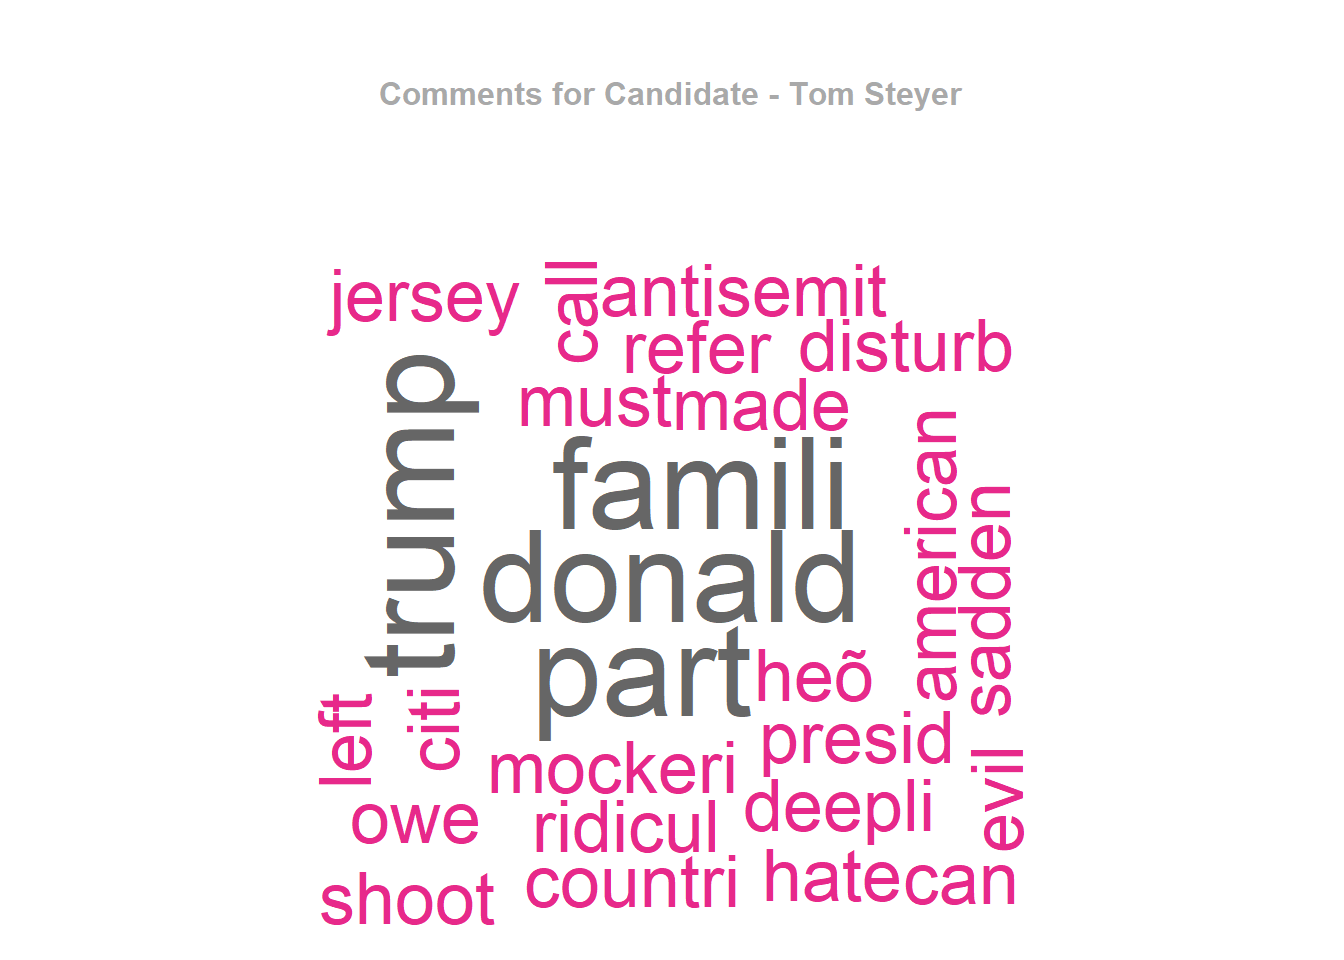 Comments for Candidate - Tom Steyer
jersey
call
antisemit
refer
disturb
must
made
trump
famili
american
sadden
donald
part
heõ
left
citi
presid
mockeri
evil
deepli
owe
ridicul
countri
hate
can
shoot